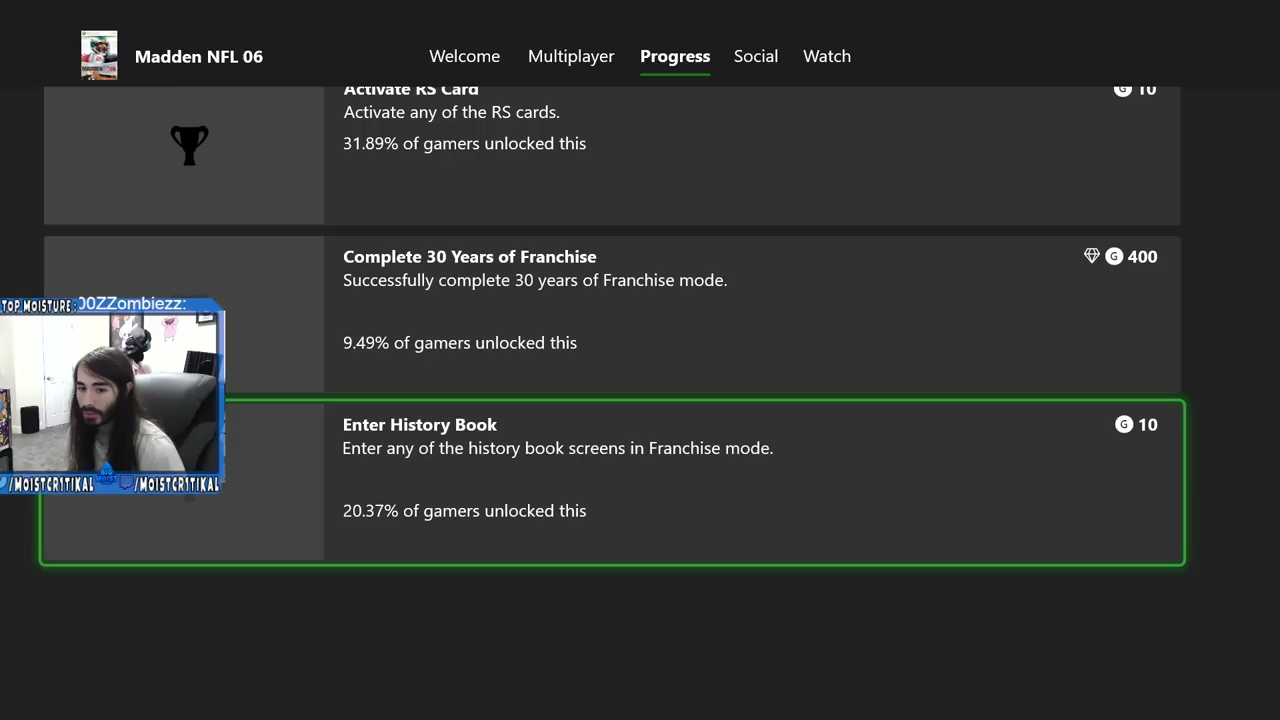 Madden NFL 06
Welcome
Multiplayer
Progress
Social
Watch
Activate RS Card
G 10
Activate any of the RS cards.
31.89% of gamers unlocked this
Complete 30 Years of Franchise
G 400
Successfully complete 30 years of Franchise mode.
9.49% of gamers unlocked this
TOP MOISTURE: 00ZZombiezz:
Enter History Book
G 10
Enter any of the history book screens in Franchise mode.
/MOISTCR1TIKAL
BIG MOIST
/MOISTCR1TIKAL
20.37% of gamers unlocked this